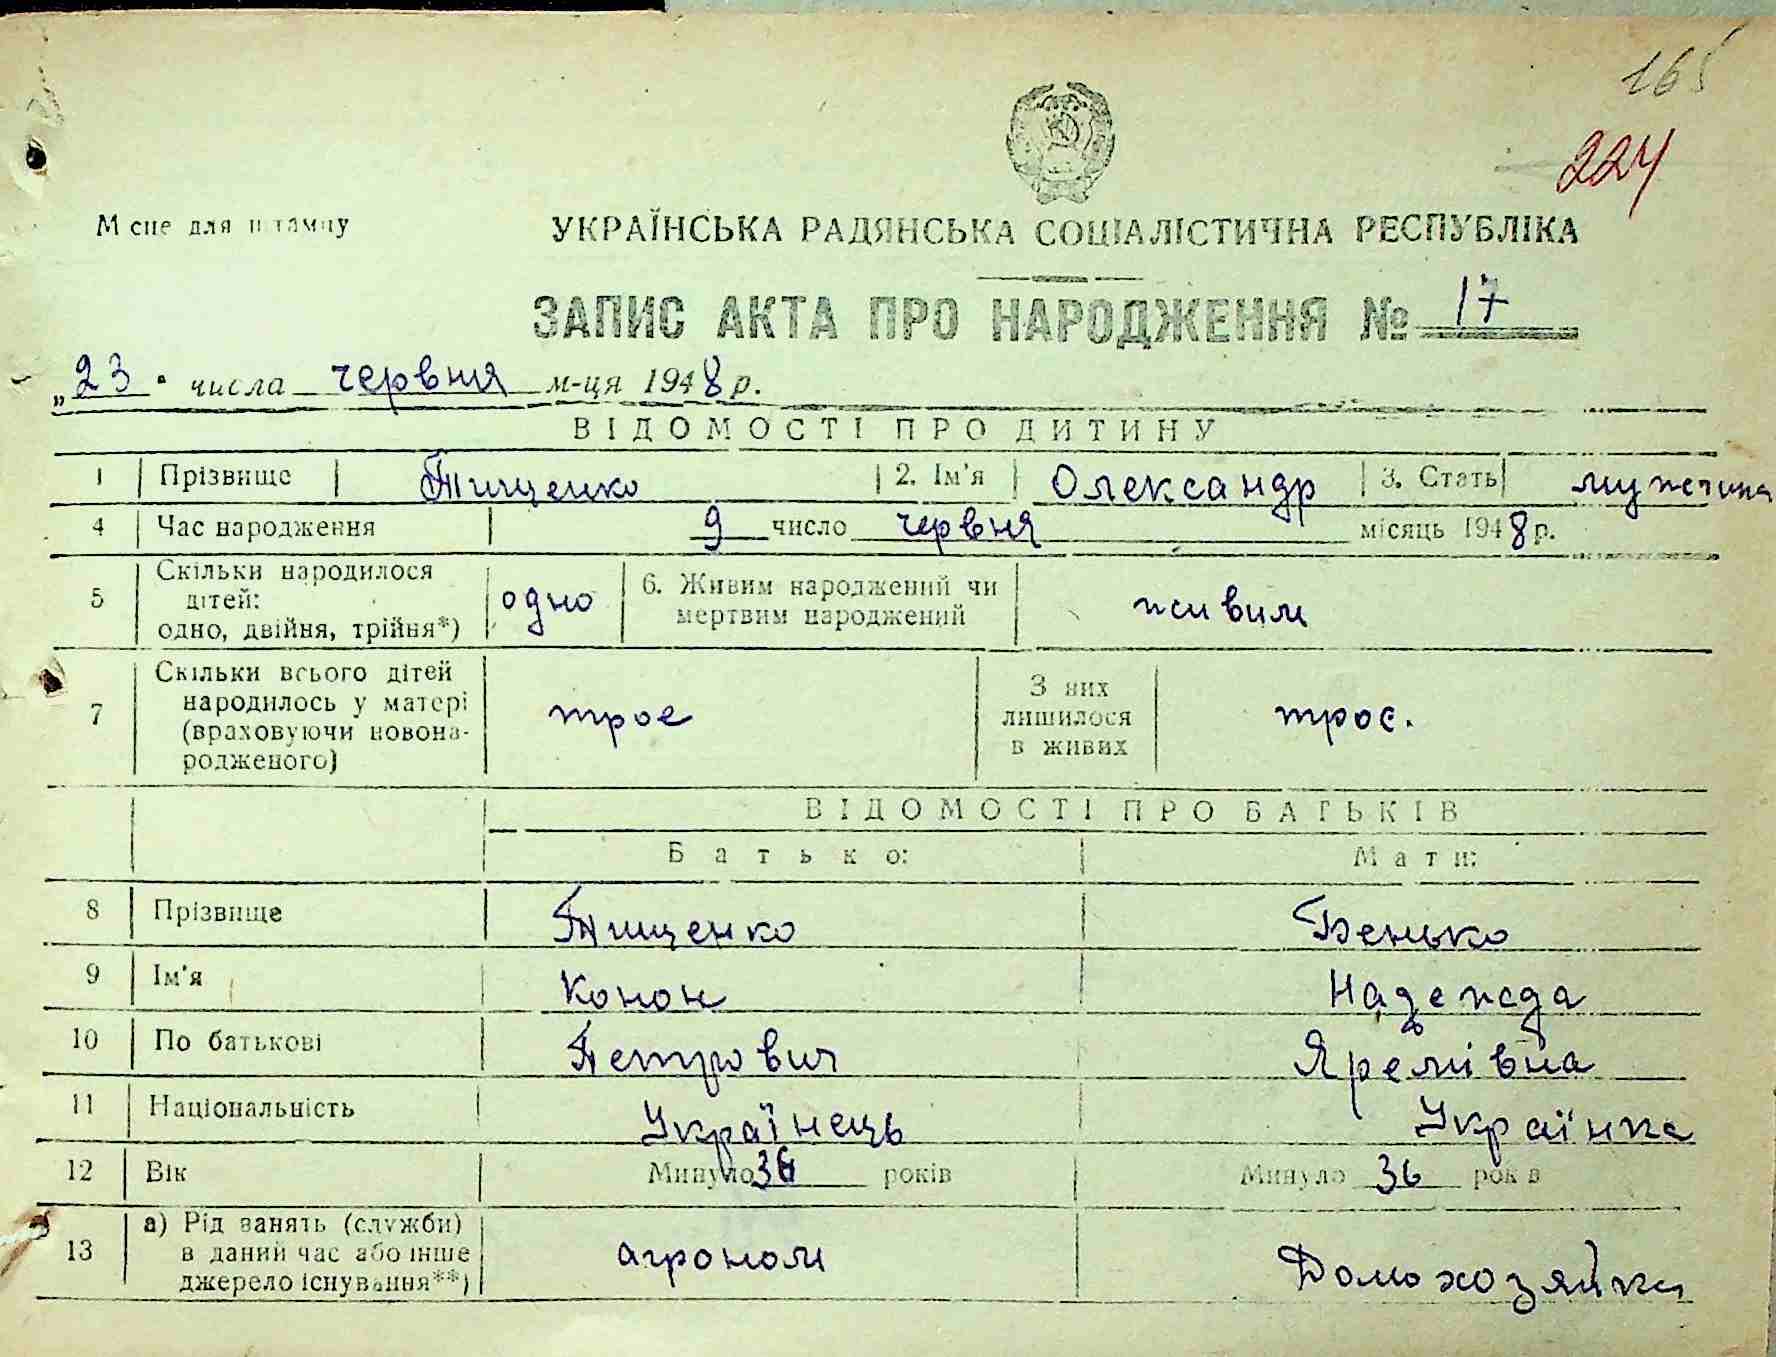 165
224
Місце для штампу
УКРАЇНСЬКА РАДЯНСЬКА СОЦІАЛІСТИЧНА РЕСПУБЛІКА
ЗАПИС АКТА ПРО НАРОДЖЕННЯ № 17
„23" числа червня м-ця 1948 р.
ВІДОМОСТІ ПРО ДИТИНУ
1 Прізвище Тищенко 2. Ім'я Олександр 3. Стать мужчина
4 Час народження 9 число червня місяць 1948 р.
5 Скільки народилося дітей: одно, двійня, трійня*) одно 6. Живим народжений чи мертвим народжений живим
7 Скільки всього дітей народилось у матері (враховуючи новонародженого) троє З них лишилося в живих троє.
ВІДОМОСТІ ПРО БАТЬКІВ
Батько: Мати:
8 Прізвище Тищенко Бенько
9 Ім'я Конон Надежда
10 По батькові Петрович Яремівна
11 Національність Українець Українка
12 Вік Минуло 36 років Минуло 36 років
13 а) Рід занять (служби) в даний час або інше джерело існування**) агроном Домохозяйка